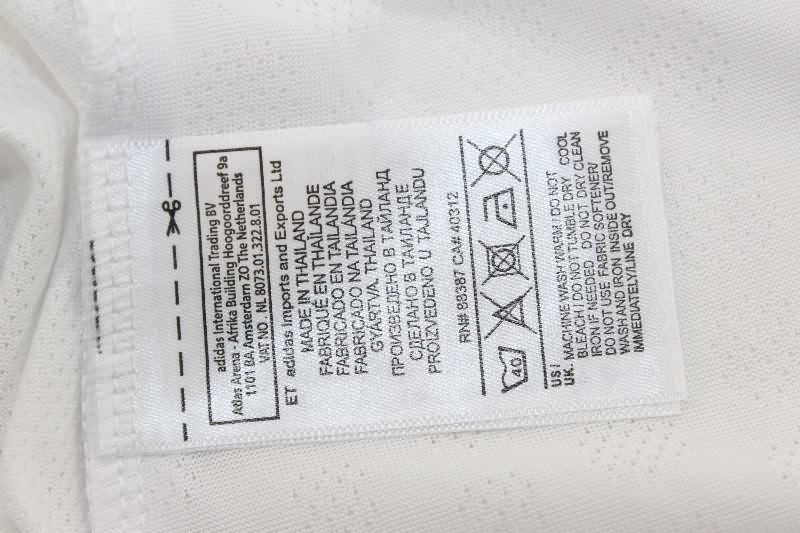 adidas International Trading BV
Atlas Arena - Afrika Building Hoogoorddreef 9a
1101 BA Amsterdam ZO The Netherlands
VAT NO. NL 8073.01.322.8.01
ET adidas Imports and Exports Ltd
MADE IN THAILAND
FABRIQUÉ EN THAÏLANDE
FABRICADO EN TAILANDIA
FABRICADO NA TAILANDIA
GYÁRTVA, THAILAND
ПРОИЗВЕДЕНО В ТАЙЛАНД
СДЕЛАНО В ТАИЛАНДЕ
PROIZVEDENO U TAJLANDU
RN# 88387 CA# 40312
40
US /
UK. MACHINE WASH WARM / DO NOT
BLEACH / DO NOT TUMBLE DRY COOL
IRON IF NEEDED DO NOT DRY CLEAN
DO NOT USE FABRIC SOFTENER/
WASH AND IRON INSIDE OUT/REMOVE
IMMEDIATELY/LINE DRY